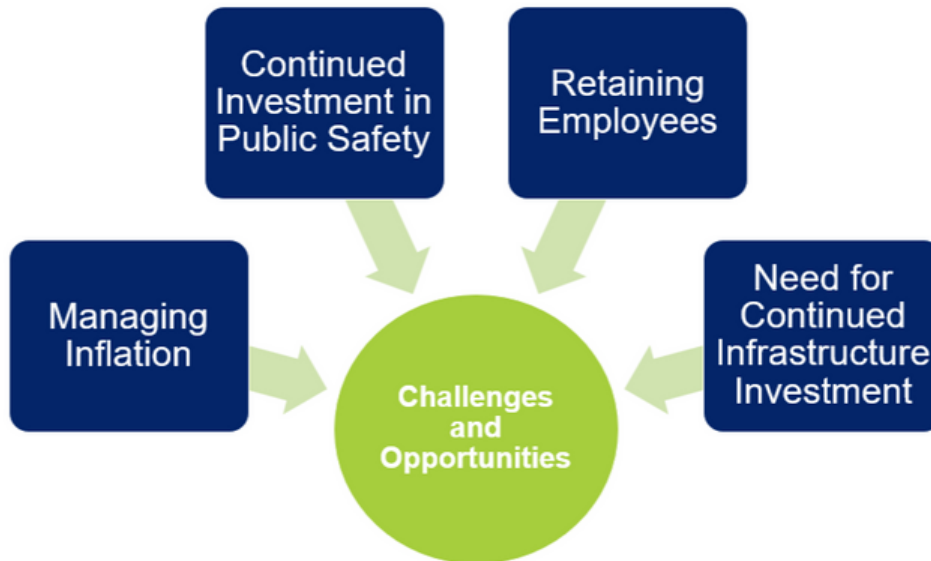 Continued
Investment in
Public Safety
Retaining
Employees
Managing
Inflation
Need for
Continued
Infrastructure
Investment
Challenges
and
Opportunities